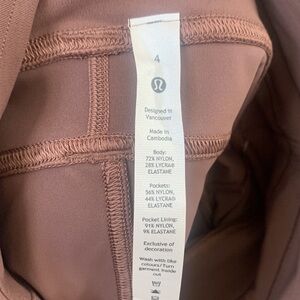 4
Designed in
Vancouver
Made in
Cambodia
Body:
72% NYLON,
28% LYCRA®
ELASTANE
Pockets:
56% NYLON,
44% LYCRA®
ELASTANE
Pocket Lining:
91% NYLON,
9% ELASTANE
Exclusive of
decoration
Wash with like
colours/Turn
garment inside
out